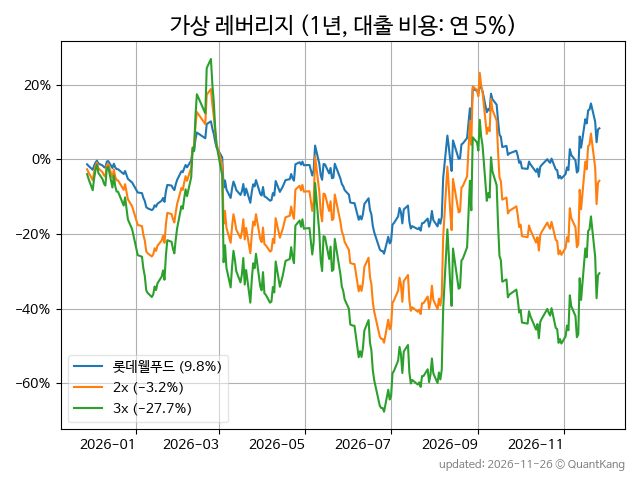 가상 레버리지 (1년, 대출 비용: 연 5%)
20%
0%
−20%
−40%
−60%
롯데웰푸드 (9.8%)
2x (−3.2%)
3x (−27.7%)
2026-01 2026-03 2026-05 2026-07 2026-09 2026-11
updated: 2026-11-26 © QuantKang